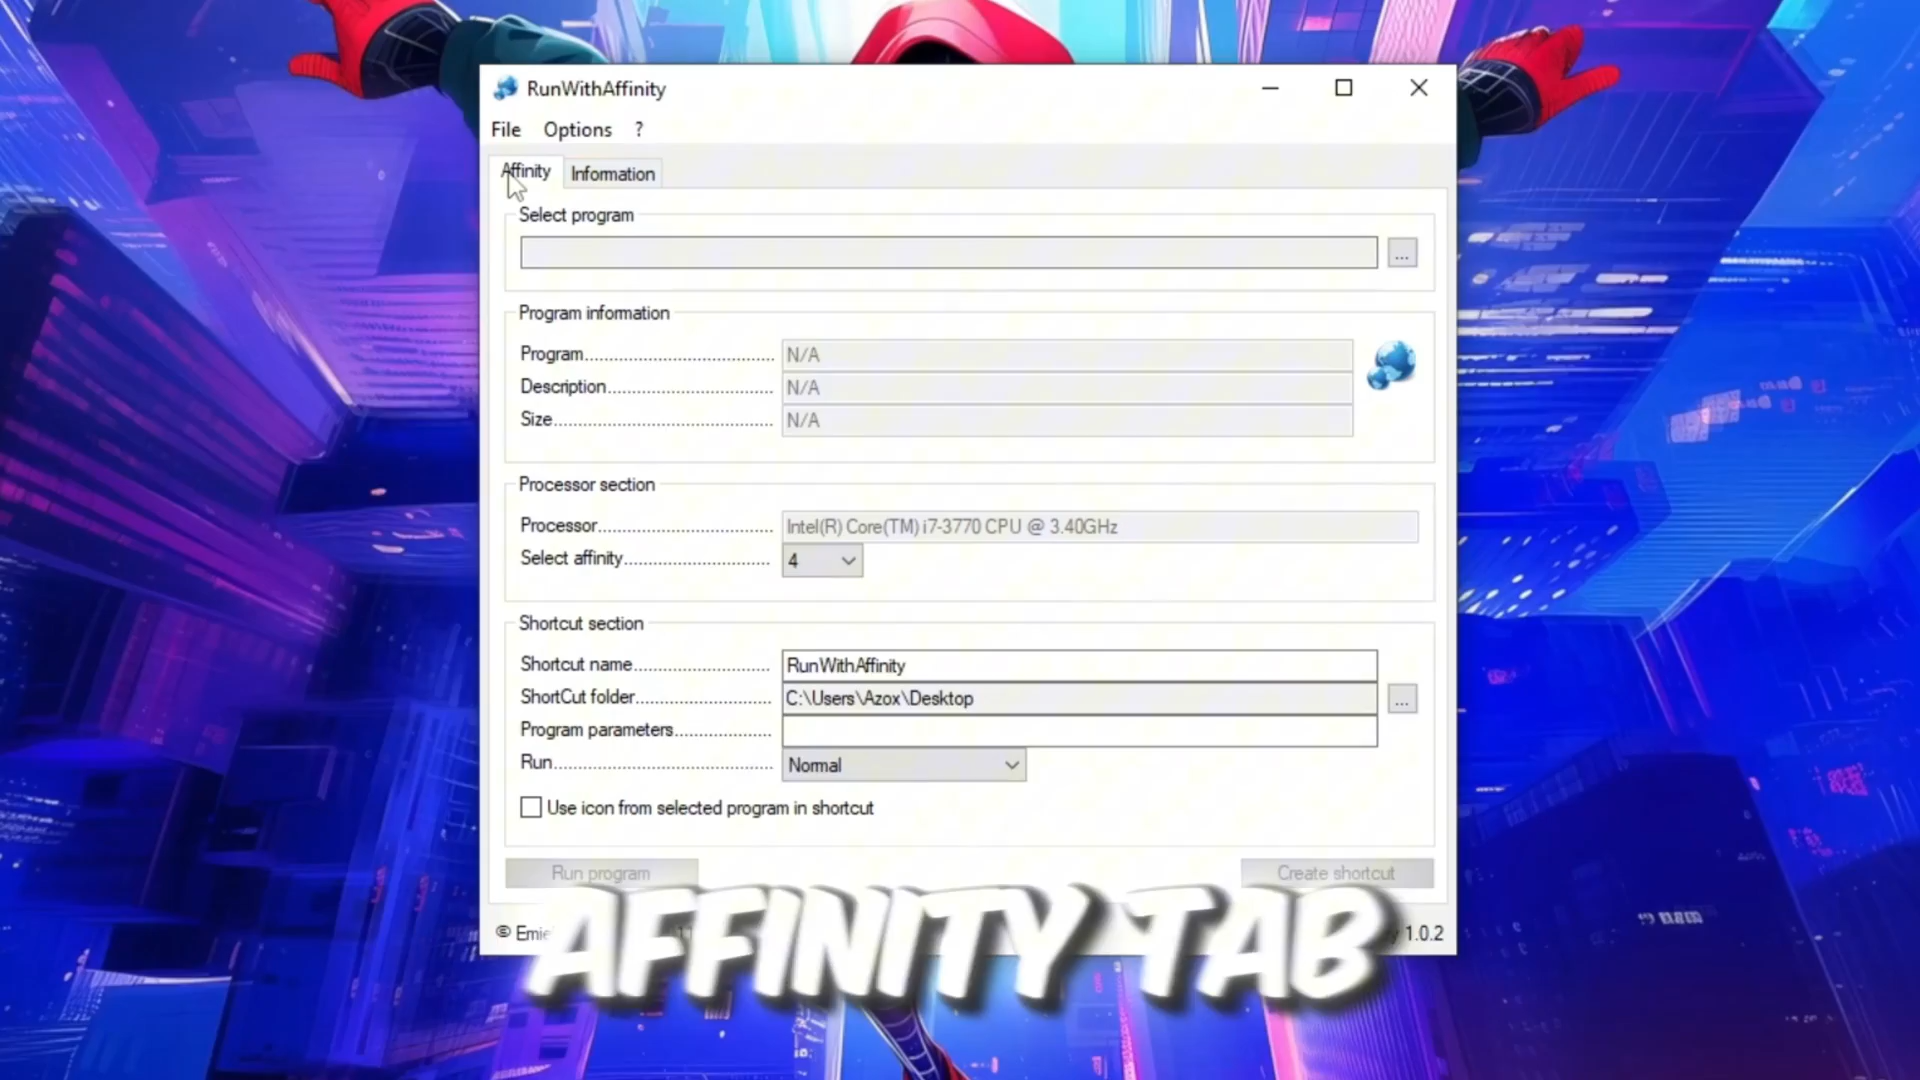 RunWithAffinity
File Options ?
Affinity Information
Select program
...
Program information
Program N/A
Description N/A
Size N/A
Processor section
Processor Intel(R) Core(TM) i7-3770 CPU @ 3.40GHz
Select affinity 4
Shortcut section
Shortcut name RunWithAffinity
ShortCut folder C:\Users\Azox\Desktop ...
Program parameters
Run Normal
Use icon from selected program in shortcut
Run program Create shortcut
© 1.0.2
AFFINITY TAB